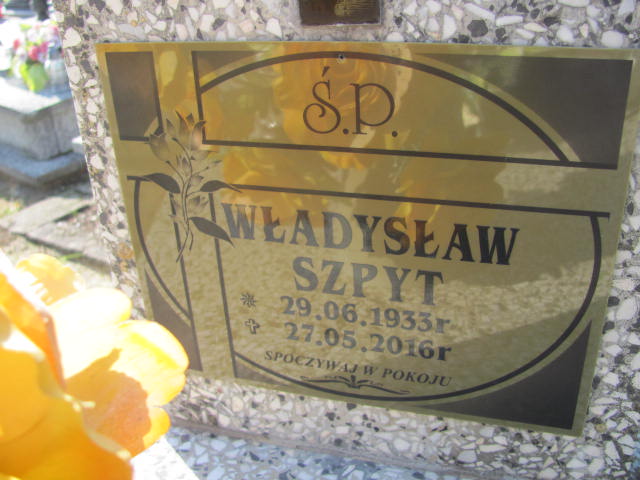 Ś.P.
WŁADYSŁAW
SZPYT
29.06.1933r
27.05.2016r
SPOCZYWAJ W POKOJU